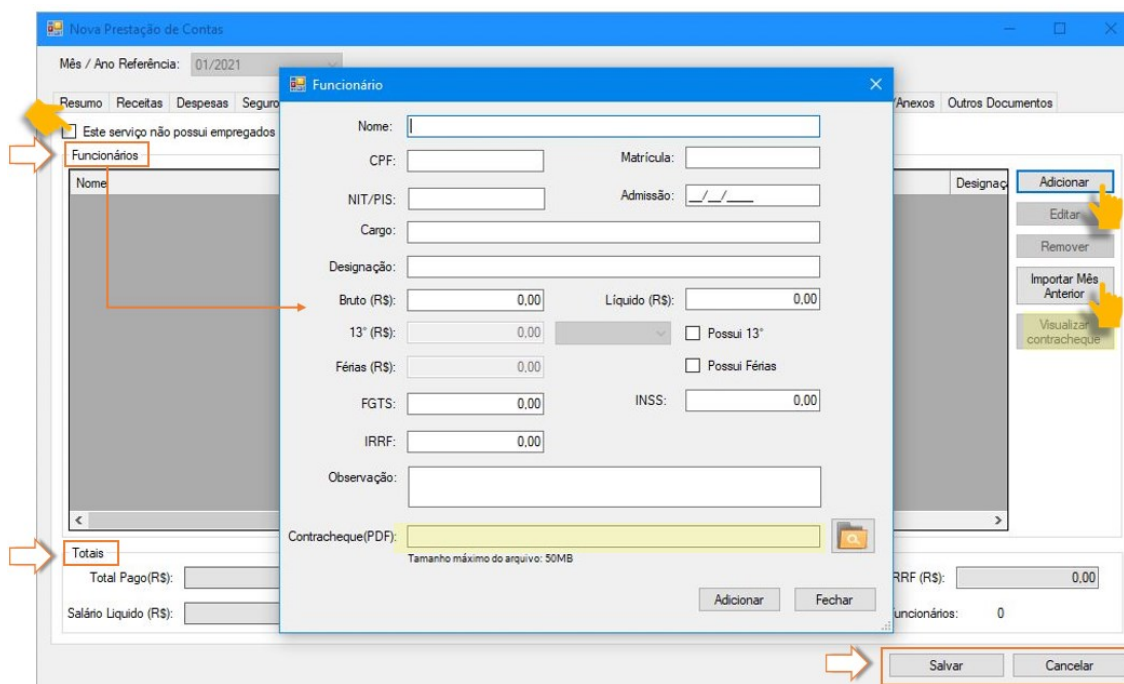 Nova Prestação de Contas
Mês / Ano Referência: 01/2021
Resumo Receitas Despesas Anexos Outros Documentos
Este serviço não possui empregados
Funcionários
Nome
Adicionar
Editar
Remover
Importar Mês
Anterior
Visualizar
contracheque
Funcionário
Nome:
CPF: Matrícula:
NIT/PIS: Admissão: __/__/____
Cargo:
Designação:
Bruto (R$): 0,00 Líquido (R$): 0,00
13° (R$): 0,00 Possui 13°
Férias (R$): 0,00 Possui Férias
FGTS: 0,00 INSS: 0,00
IRRF: 0,00
Observação:
Contracheque(PDF):
Tamanho máximo do arquivo: 50MB
Adicionar Fechar
Totais
Total Pago(R$): (R$): 0,00
Salário Liquido (R$): 0
Salvar Cancelar